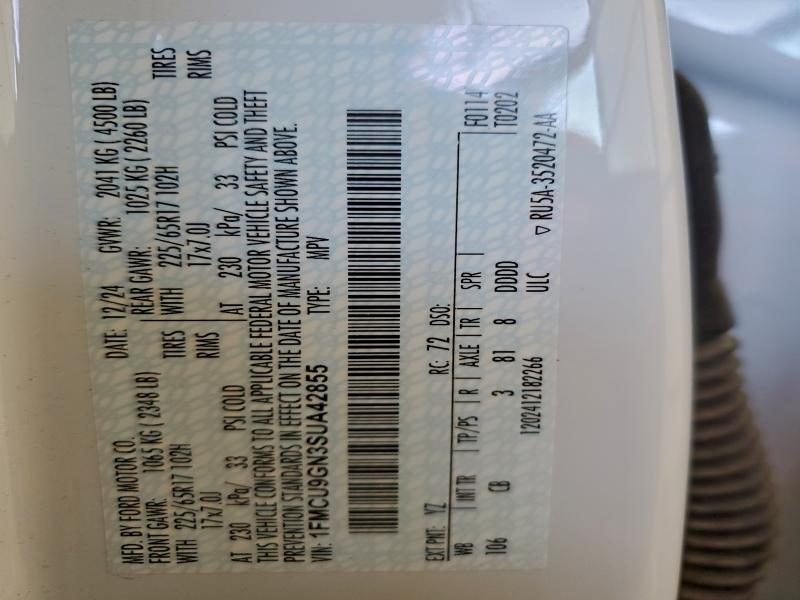 MFD. BY FORD MOTOR CO.
DATE: 12/24 GVWR: 2041 KG ( 4500 LB)
FRONT GAWR: 1065 KG ( 2348 LB) REAR GAWR: 1025 KG ( 2260 LB)
WITH 225/65R17 102H TIRES WITH 225/65R17 102H TIRES
17x7.0J RIMS 17x7.0J RIMS
AT 230 kPa/ 33 PSI COLD AT 230 kPa/ 33 PSI COLD
THIS VEHICLE CONFORMS TO ALL APPLICABLE FEDERAL MOTOR VEHICLE SAFETY AND THEFT
PREVENTION STANDARDS IN EFFECT ON THE DATE OF MANUFACTURE SHOWN ABOVE.
VIN: 1FMCU9GN3SUA42855 TYPE: MPV
EXT PNT: YZ RC: 72 DSO:
WB INT TR TP/PS R AXLE TR SPR F0114
106 CB 3 81 8 DDDD T0202
1202412182266 ULC
▽ RU5A-3520472-AA